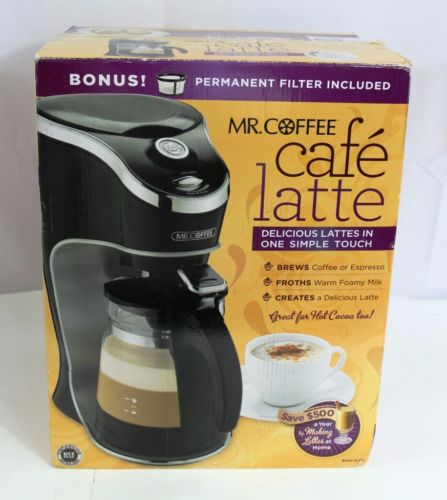 café
latte
BONUS! PERMANENT FILTER INCLUDED
MR. COFFEE
café
latte
DELICIOUS LATTES IN
ONE SIMPLE TOUCH
BREWS Coffee or Espresso
FROTHS Warm Foamy Milk
CREATES a Delicious Latte
Great for Hot Cocoa too!
MR. COFFEE
Save $500
a Year
by Making
Lattes at
Home
NSF